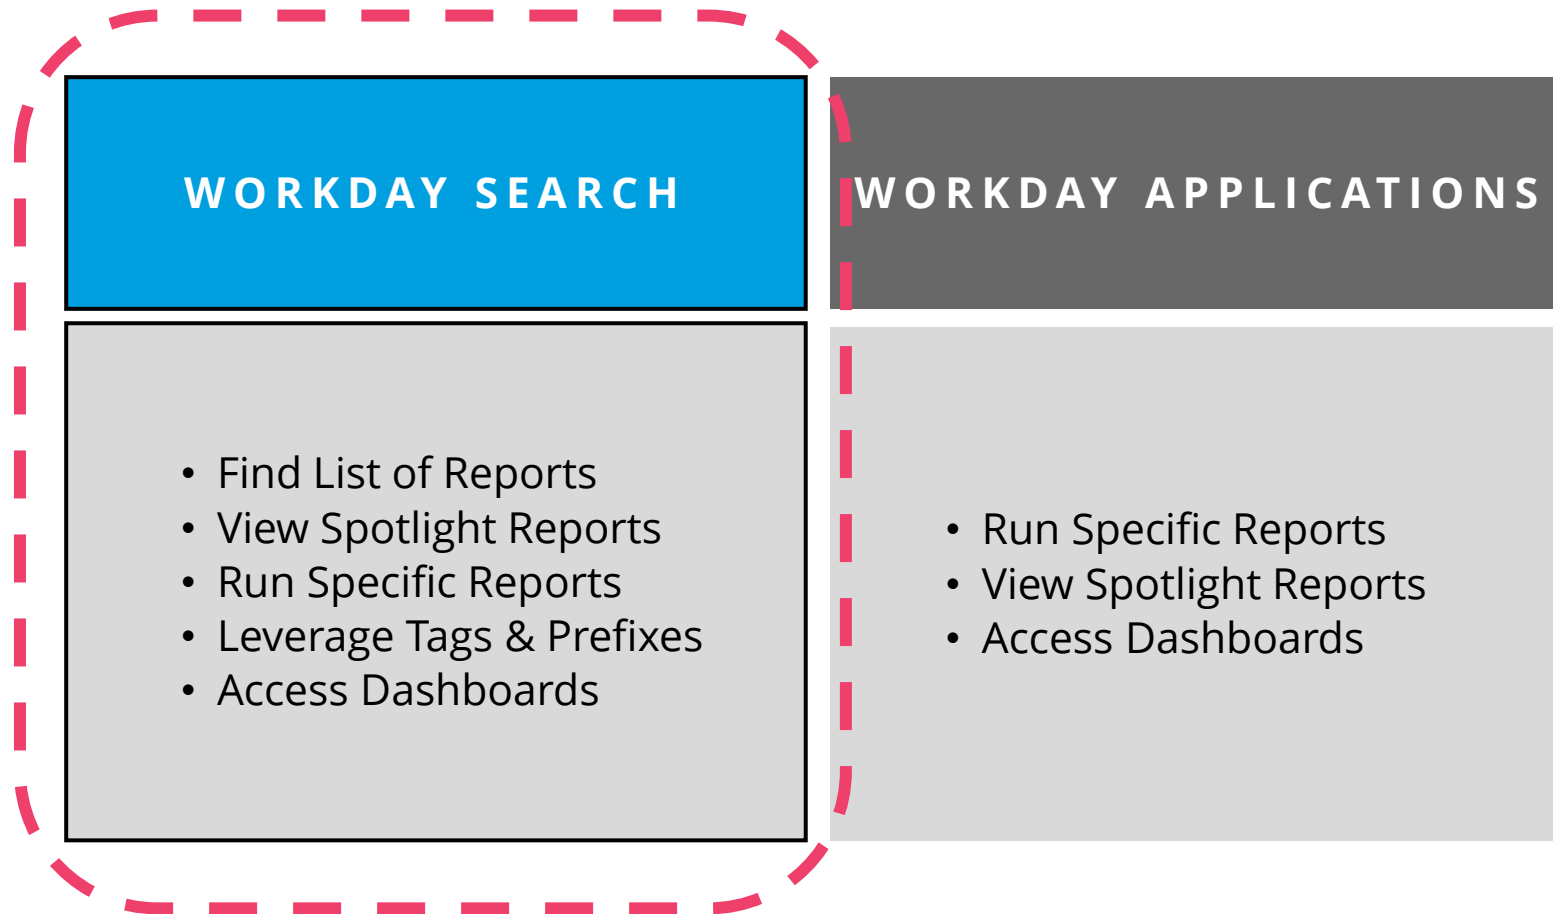 WORKDAY SEARCH
• Find List of Reports
• View Spotlight Reports
• Run Specific Reports
• Leverage Tags & Prefixes
• Access Dashboards
WORKDAY APPLICATIONS
• Run Specific Reports
• View Spotlight Reports
• Access Dashboards